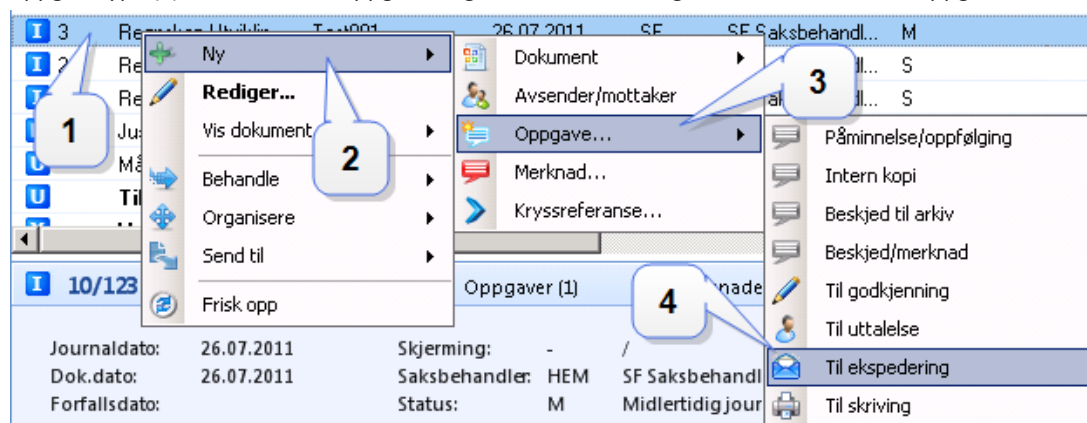 I 3 26.07.2011 SF SF Saksbehandl... M
I S
S
Ny
Rediger...
Vis dokument
Behandle
Organisere
Send til
Frisk opp
Dokument
Avsender/mottaker
Oppgave...
Merknad...
Kryssreferanse...
Påminnelse/oppfølging
Intern kopi
Beskjed til arkiv
Beskjed/merknad
Til godkjenning
Til uttalelse
Til ekspedering
Til skriving
1
2
3
4
U
U Til
I 10/123 Oppgaver (1)
Journaldato: 26.07.2011 Skjerming: - /
Dok.dato: 26.07.2011 Saksbehandler: HEM SF Saksbehandl
Forfallsdato: Status: M Midlertidig jour